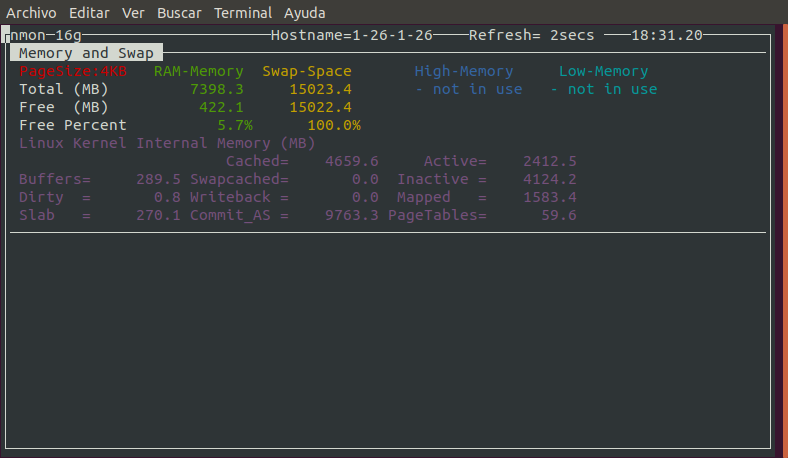 Archivo Editar Ver Buscar Terminal Ayuda
nmon─16g Hostname=1-26-1-26 Refresh= 2secs 18:31.20
Memory and Swap
PageSize:4KB RAM-Memory Swap-Space High-Memory Low-Memory
Total (MB) 7398.3 15023.4 - not in use - not in use
Free (MB) 422.1 15022.4
Free Percent 5.7% 100.0%
Linux Kernel Internal Memory (MB)
Cached= 4659.6 Active= 2412.5
Buffers= 289.5 Swapcached= 0.0 Inactive = 4124.2
Dirty = 0.8 Writeback = 0.0 Mapped = 1583.4
Slab = 270.1 Commit_AS = 9763.3 PageTables= 59.6